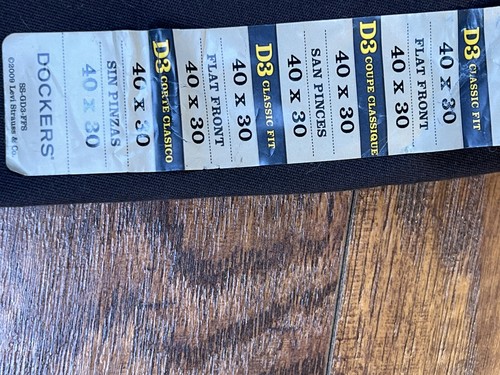 D3 CLASSIC FIT
40 x 30
FLAT FRONT
40 x 30
D3 COUPE CLASSIQUE
40 x 30
SAN PINCES
40 x 30
D3 CLASSIC FIT
40 x 30
FLAT FRONT
40 x 30
D3 CORTE CLASICO
40 x 30
SIN PINZAS
40 x 30
DOCKERS®
SS-GD3-FFS
©2009 Levi Strauss & Co.